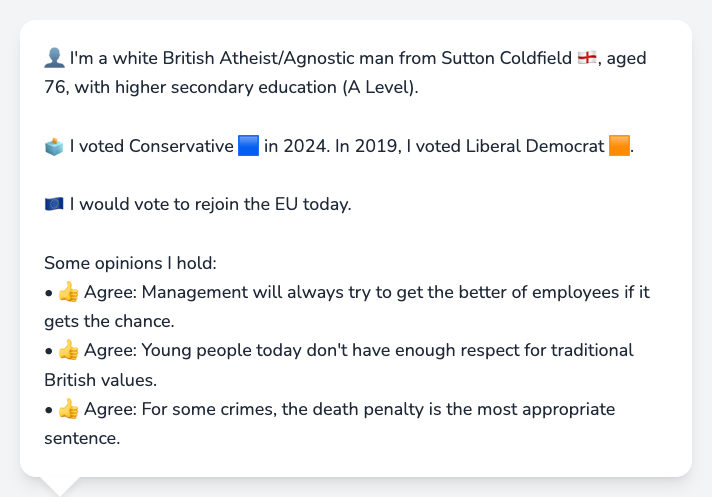 👤 I'm a white British Atheist/Agnostic man from Sutton Coldfield 🏴󠁧󠁢󠁥󠁮󠁧󠁿, aged
76, with higher secondary education (A Level).
🗳️ I voted Conservative 🟦 in 2024. In 2019, I voted Liberal Democrat 🟧.
🇪🇺 I would vote to rejoin the EU today.
Some opinions I hold:
• 👍 Agree: Management will always try to get the better of employees if it
gets the chance.
• 👍 Agree: Young people today don't have enough respect for traditional
British values.
• 👍 Agree: For some crimes, the death penalty is the most appropriate
sentence.